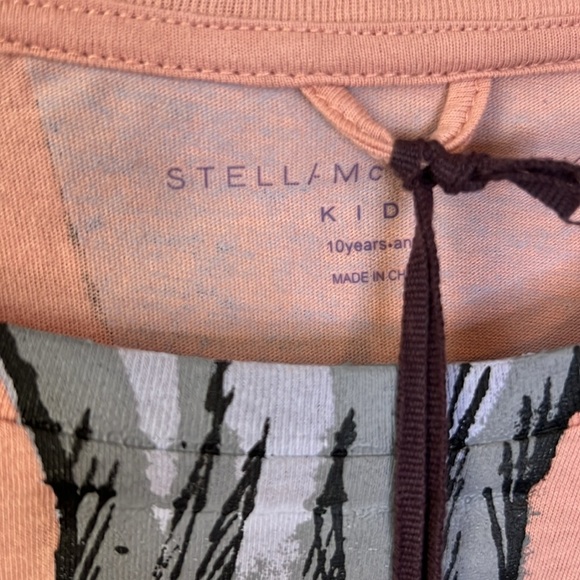 STELLA Mc
KID
10years•an
MADE IN CH